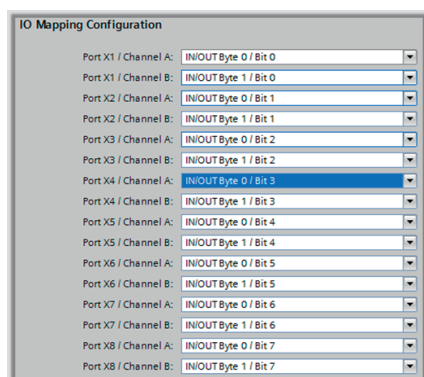 IO Mapping Configuration
Port X1 / Channel A: IN/OUT Byte 0 / Bit 0
Port X1 / Channel B: IN/OUT Byte 1 / Bit 0
Port X2 / Channel A: IN/OUT Byte 0 / Bit 1
Port X2 / Channel B: IN/OUT Byte 1 / Bit 1
Port X3 / Channel A: IN/OUT Byte 0 / Bit 2
Port X3 / Channel B: IN/OUT Byte 1 / Bit 2
Port X4 / Channel A: IN/OUT Byte 0 / Bit 3
Port X4 / Channel B: IN/OUT Byte 1 / Bit 3
Port X5 / Channel A: IN/OUT Byte 0 / Bit 4
Port X5 / Channel B: IN/OUT Byte 1 / Bit 4
Port X6 / Channel A: IN/OUT Byte 0 / Bit 5
Port X6 / Channel B: IN/OUT Byte 1 / Bit 5
Port X7 / Channel A: IN/OUT Byte 0 / Bit 6
Port X7 / Channel B: IN/OUT Byte 1 / Bit 6
Port X8 / Channel A: IN/OUT Byte 0 / Bit 7
Port X8 / Channel B: IN/OUT Byte 1 / Bit 7